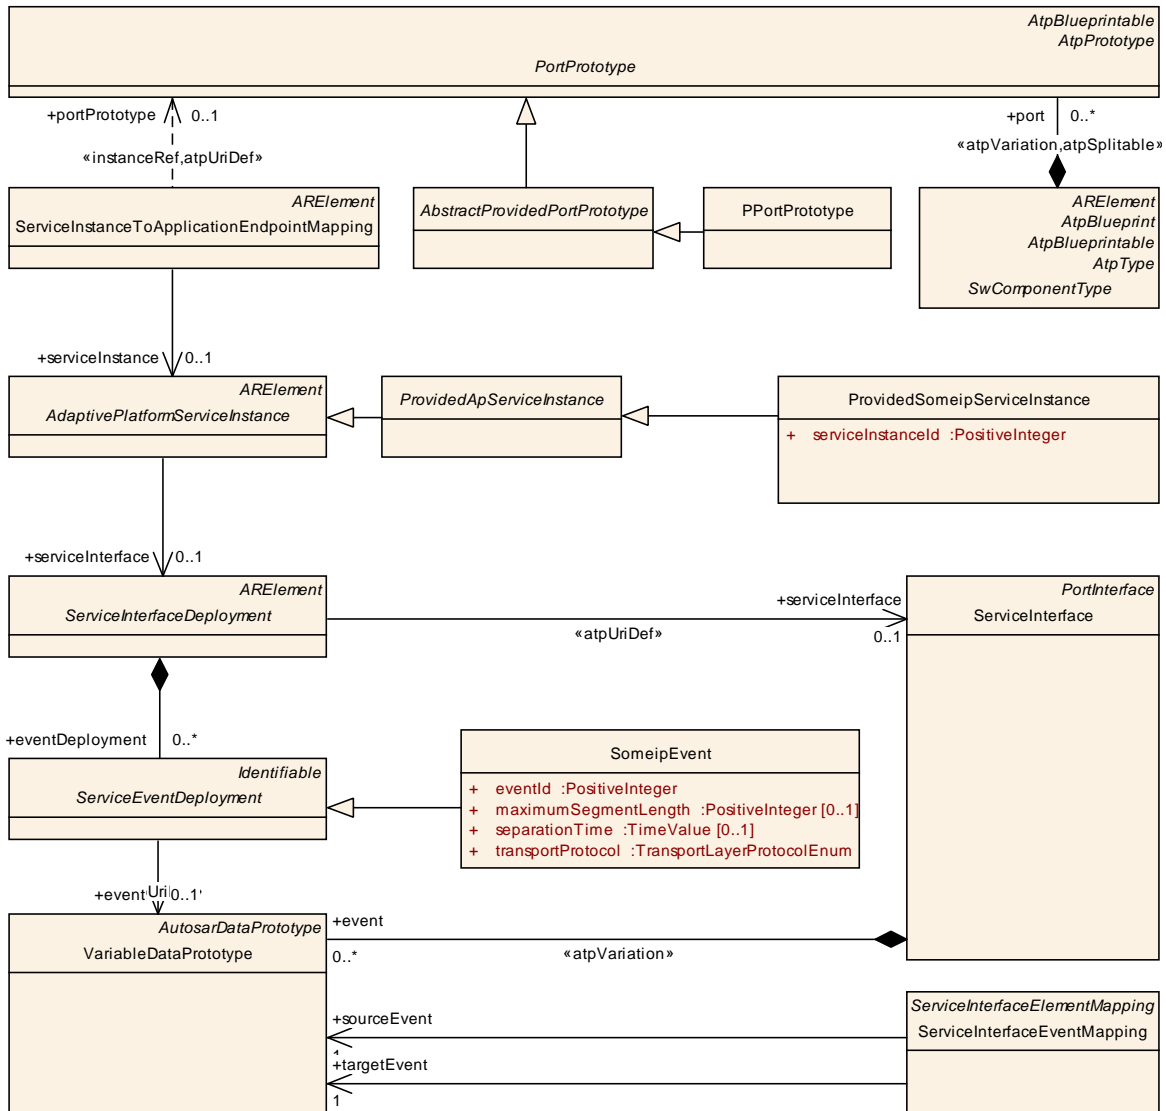 AtpBlueprintable
AtpPrototype
PortPrototype
+portPrototype 0..1
«instanceRef,atpUriDef»
+port 0..*
«atpVariation,atpSplitable»
ARElement
ServiceInstanceToApplicationEndpointMapping
AbstractProvidedPortPrototype
PPortPrototype
ARElement
AtpBlueprint
AtpBlueprintable
AtpType
SwComponentType
+serviceInstance 0..1
ARElement
AdaptivePlatformServiceInstance
ProvidedApServiceInstance
ProvidedSomeipServiceInstance
+ serviceInstanceId :PositiveInteger
+serviceInterface 0..1
ARElement
ServiceInterfaceDeployment
+serviceInterface
0..1
«atpUriDef»
PortInterface
ServiceInterface
+eventDeployment 0..*
Identifiable
ServiceEventDeployment
SomeipEvent
+ eventId :PositiveInteger
+ maximumSegmentLength :PositiveInteger [0..1]
+ separationTime :TimeValue [0..1]
+ transportProtocol :TransportLayerProtocolEnum
+event Uri 0..1
AutosarDataPrototype
VariableDataPrototype
+event
0..*
«atpVariation»
ServiceInterfaceElementMapping
ServiceInterfaceEventMapping
+sourceEvent
+targetEvent
1